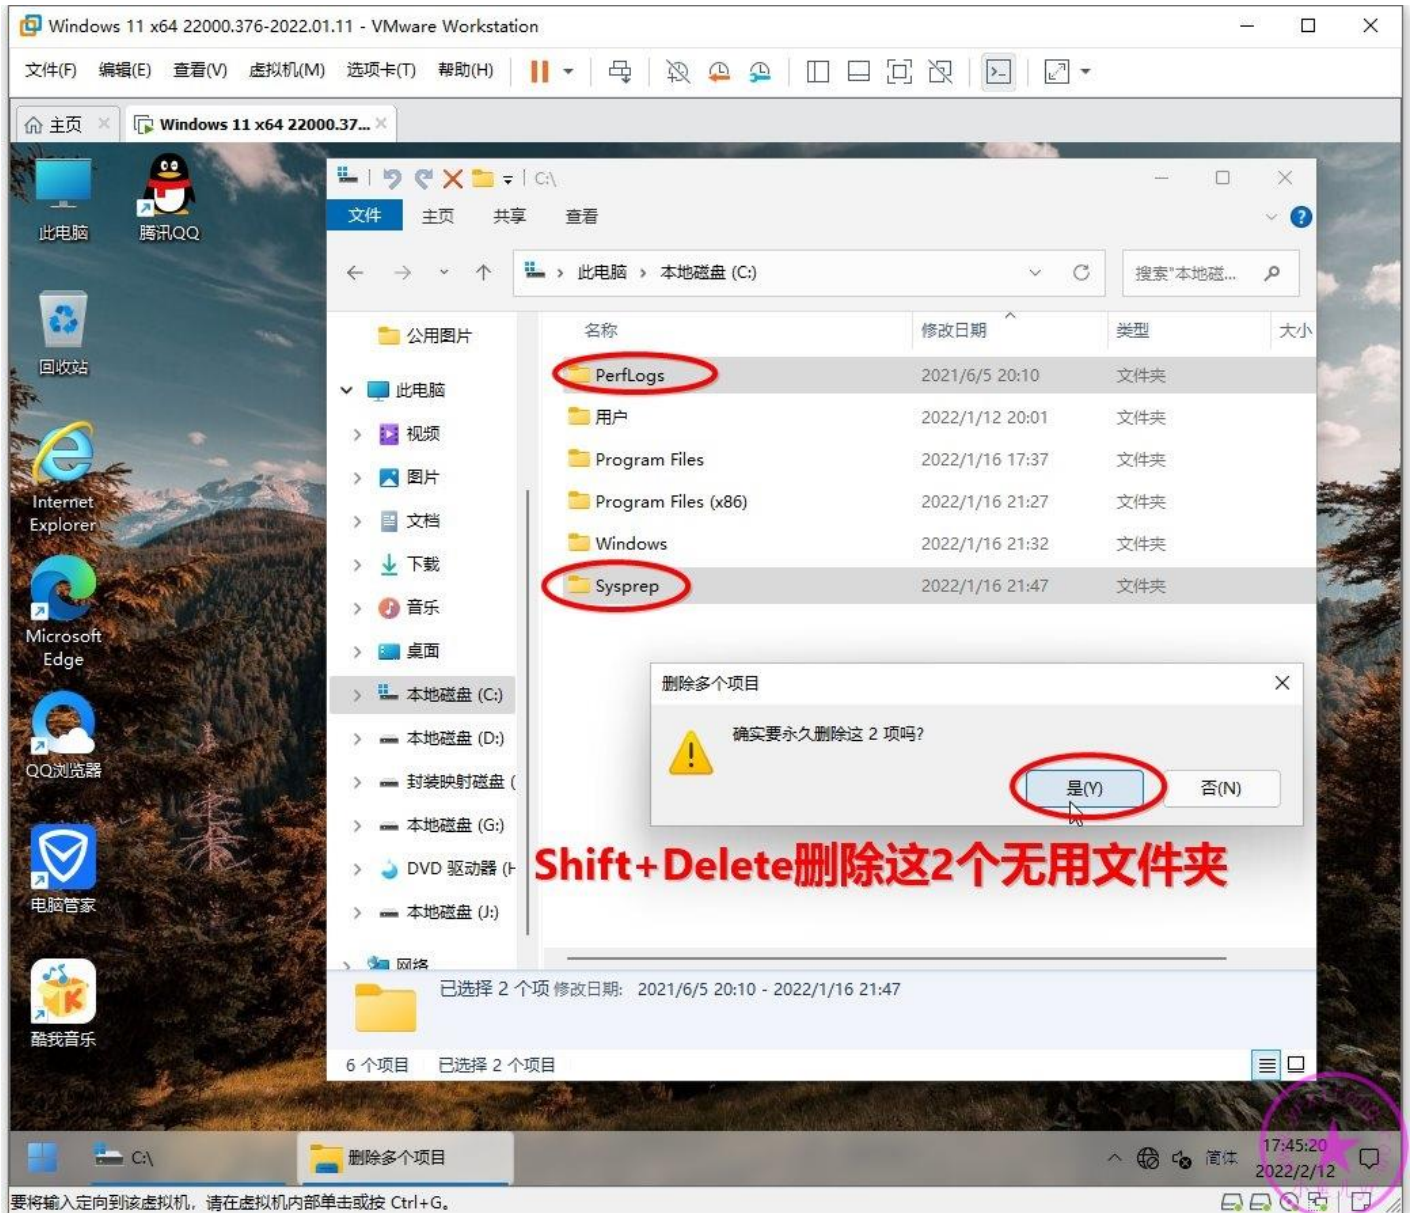 Windows 11 x64 22000.376-2022.01.11 - VMware Workstation
文件(F) 编辑(E) 查看(V) 虚拟机(M) 选项卡(T) 帮助(H)
主页 Windows 11 x64 22000.37...
此电脑
腾讯QQ
回收站
Internet
Explorer
Microsoft
Edge
QQ浏览器
电脑管家
酷我音乐
C:\
文件 主页 共享 查看
此电脑 本地磁盘 (C:)
搜索"本地磁...
公用图片
此电脑
视频
图片
文档
下载
音乐
桌面
本地磁盘 (C:)
本地磁盘 (D:)
封装映射磁盘 (
本地磁盘 (G:)
DVD 驱动器 (H
本地磁盘 (J:)
网络
名称 修改日期 类型 大小
PerfLogs 2021/6/5 20:10 文件夹
用户 2022/1/12 20:01 文件夹
Program Files 2022/1/16 17:37 文件夹
Program Files (x86) 2022/1/16 21:27 文件夹
Windows 2022/1/16 21:32 文件夹
Sysprep 2022/1/16 21:47 文件夹
删除多个项目
确实要永久删除这 2 项吗?
是(Y) 否(N)
Shift+Delete删除这2个无用文件夹
已选择 2 个项 修改日期: 2021/6/5 20:10 - 2022/1/16 21:47
6 个项目 已选择 2 个项目
C:\ 删除多个项目
简体
17:45:20
2022/2/12
要将输入定向到该虚拟机，请在虚拟机内部单击或按 Ctrl+G。